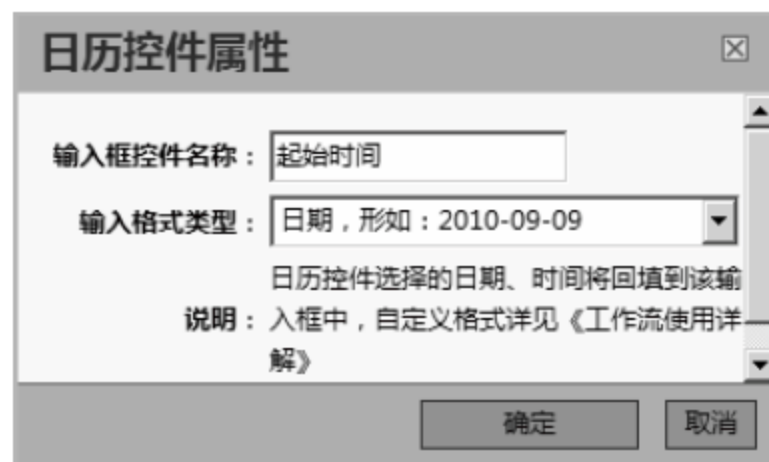 日历控件属性
输入框控件名称：起始时间
输入格式类型：日期，形如：2010-09-09
日历控件选择的日期、时间将回填到该输
说明：入框中，自定义格式详见《工作流使用详
解》
确定 取消